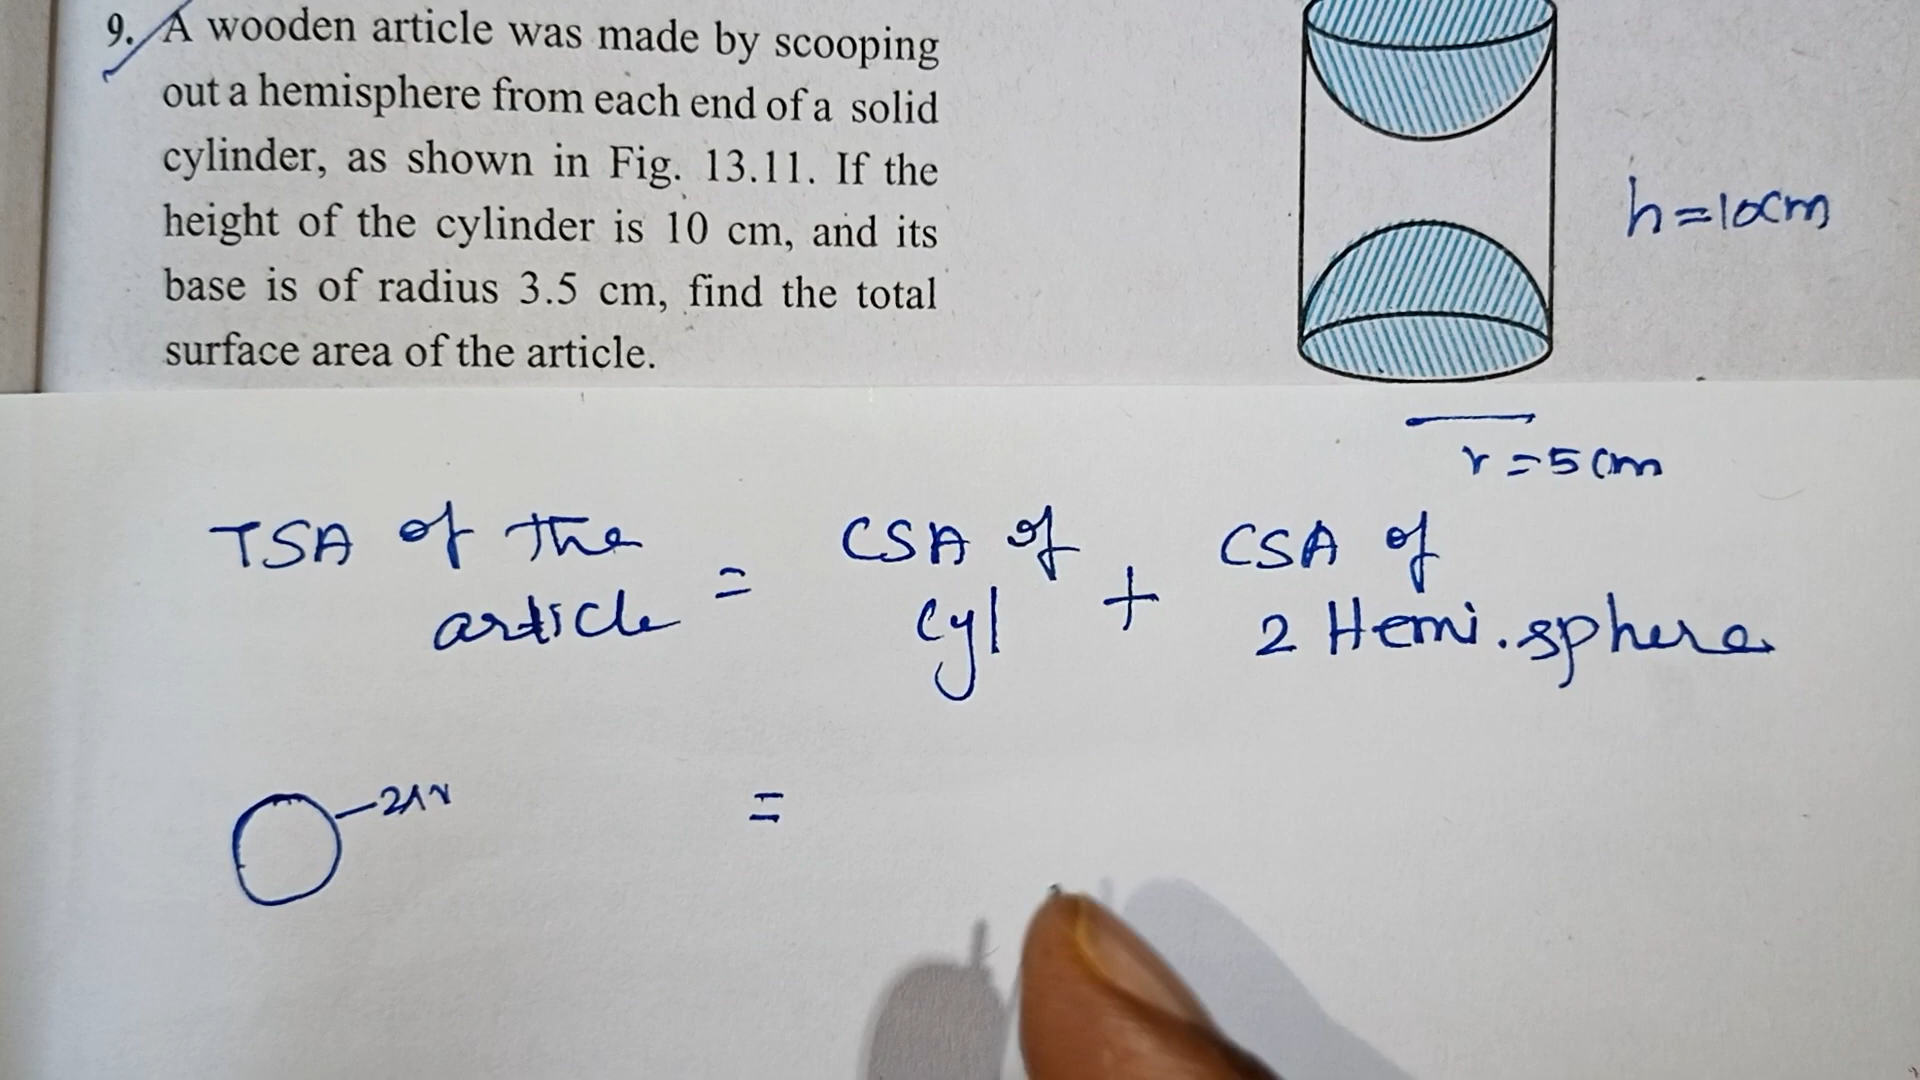 9. A wooden article was made by scooping
out a hemisphere from each end of a solid
cylinder, as shown in Fig. 13.11. If the
height of the cylinder is 10 cm, and its
base is of radius 3.5 cm, find the total
surface area of the article.
h=10cm
r=5cm
TSA of the article = CSA of cyl + CSA of 2 Hemi.sphere
2πr
=